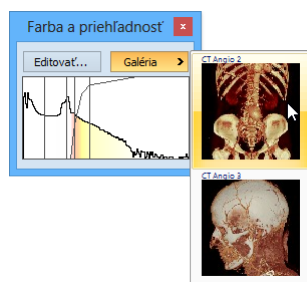 Farba a priehľadnosť
Editovať...
Galéria
CT Angio 2
CT Angio 3